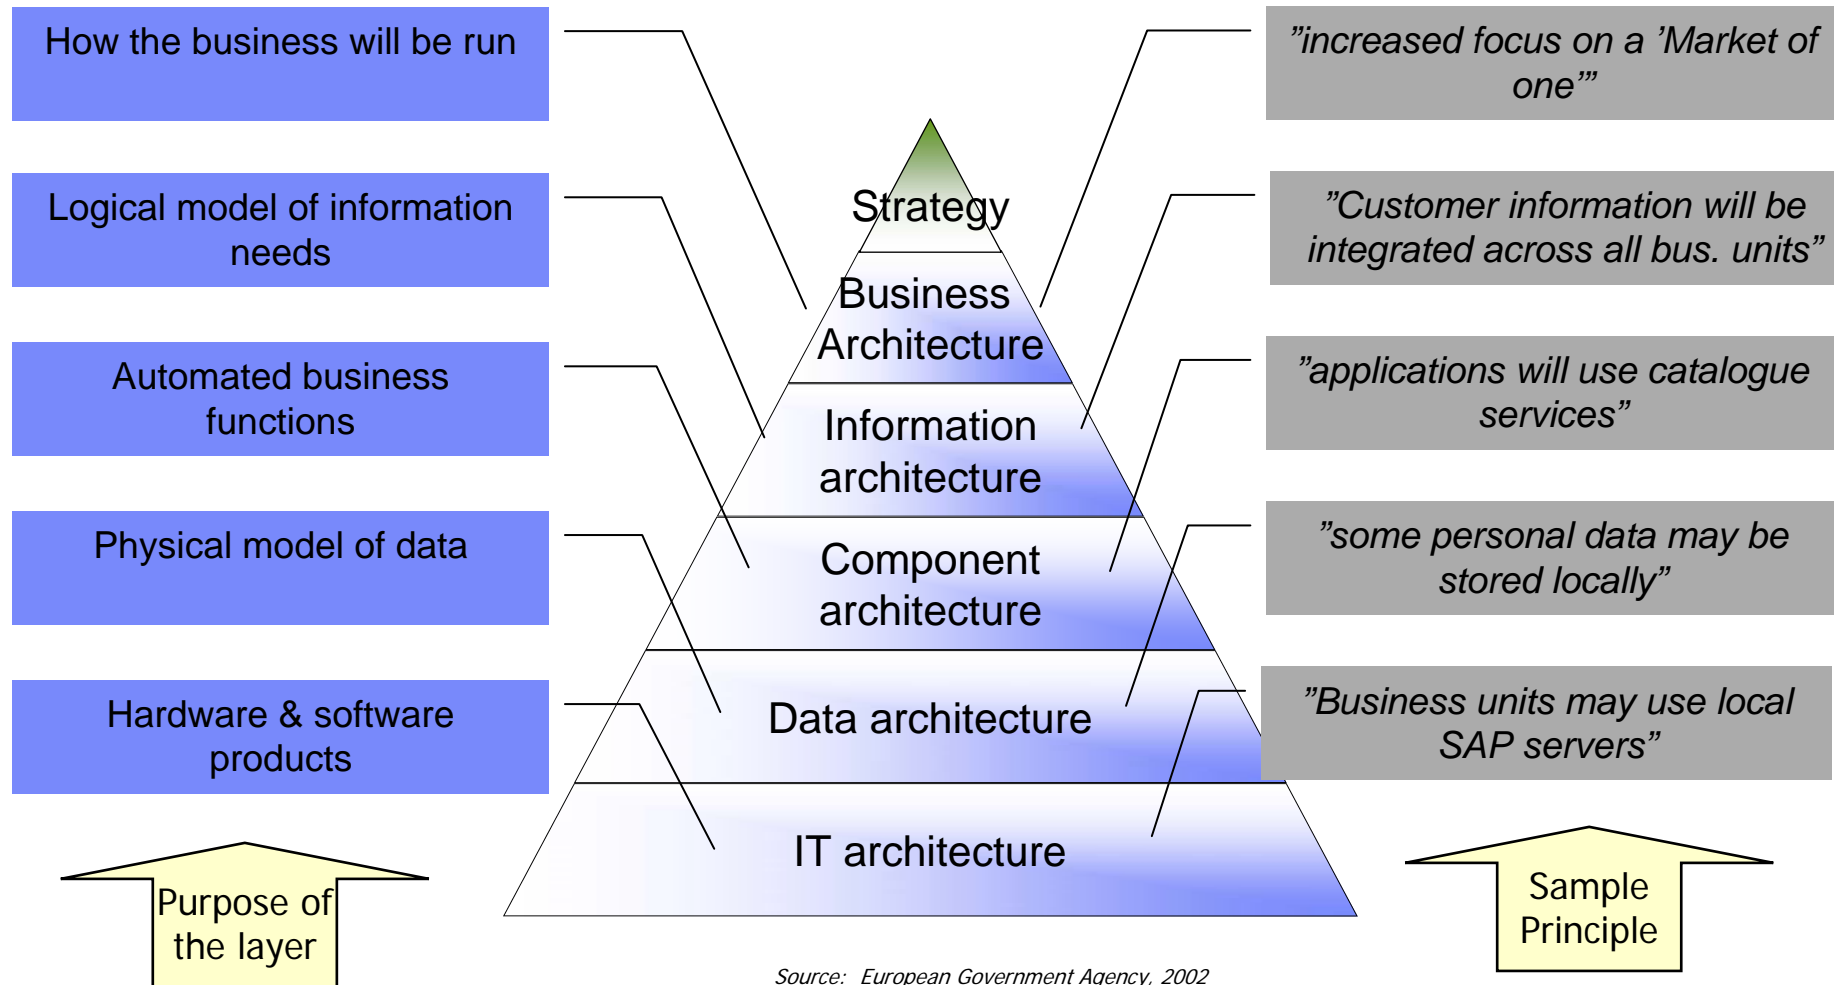 How the business will be run
Logical model of information
needs
Automated business
functions
Physical model of data
Hardware & software
products
Purpose of
the layer
Strategy
Business
Architecture
Information
architecture
Component
architecture
Data architecture
IT architecture
”increased focus on a ’Market of
one’”
”Customer information will be
integrated across all bus. units”
”applications will use catalogue
services”
”some personal data may be
stored locally”
”Business units may use local
SAP servers”
Sample
Principle
Source: European Government Agency, 2002